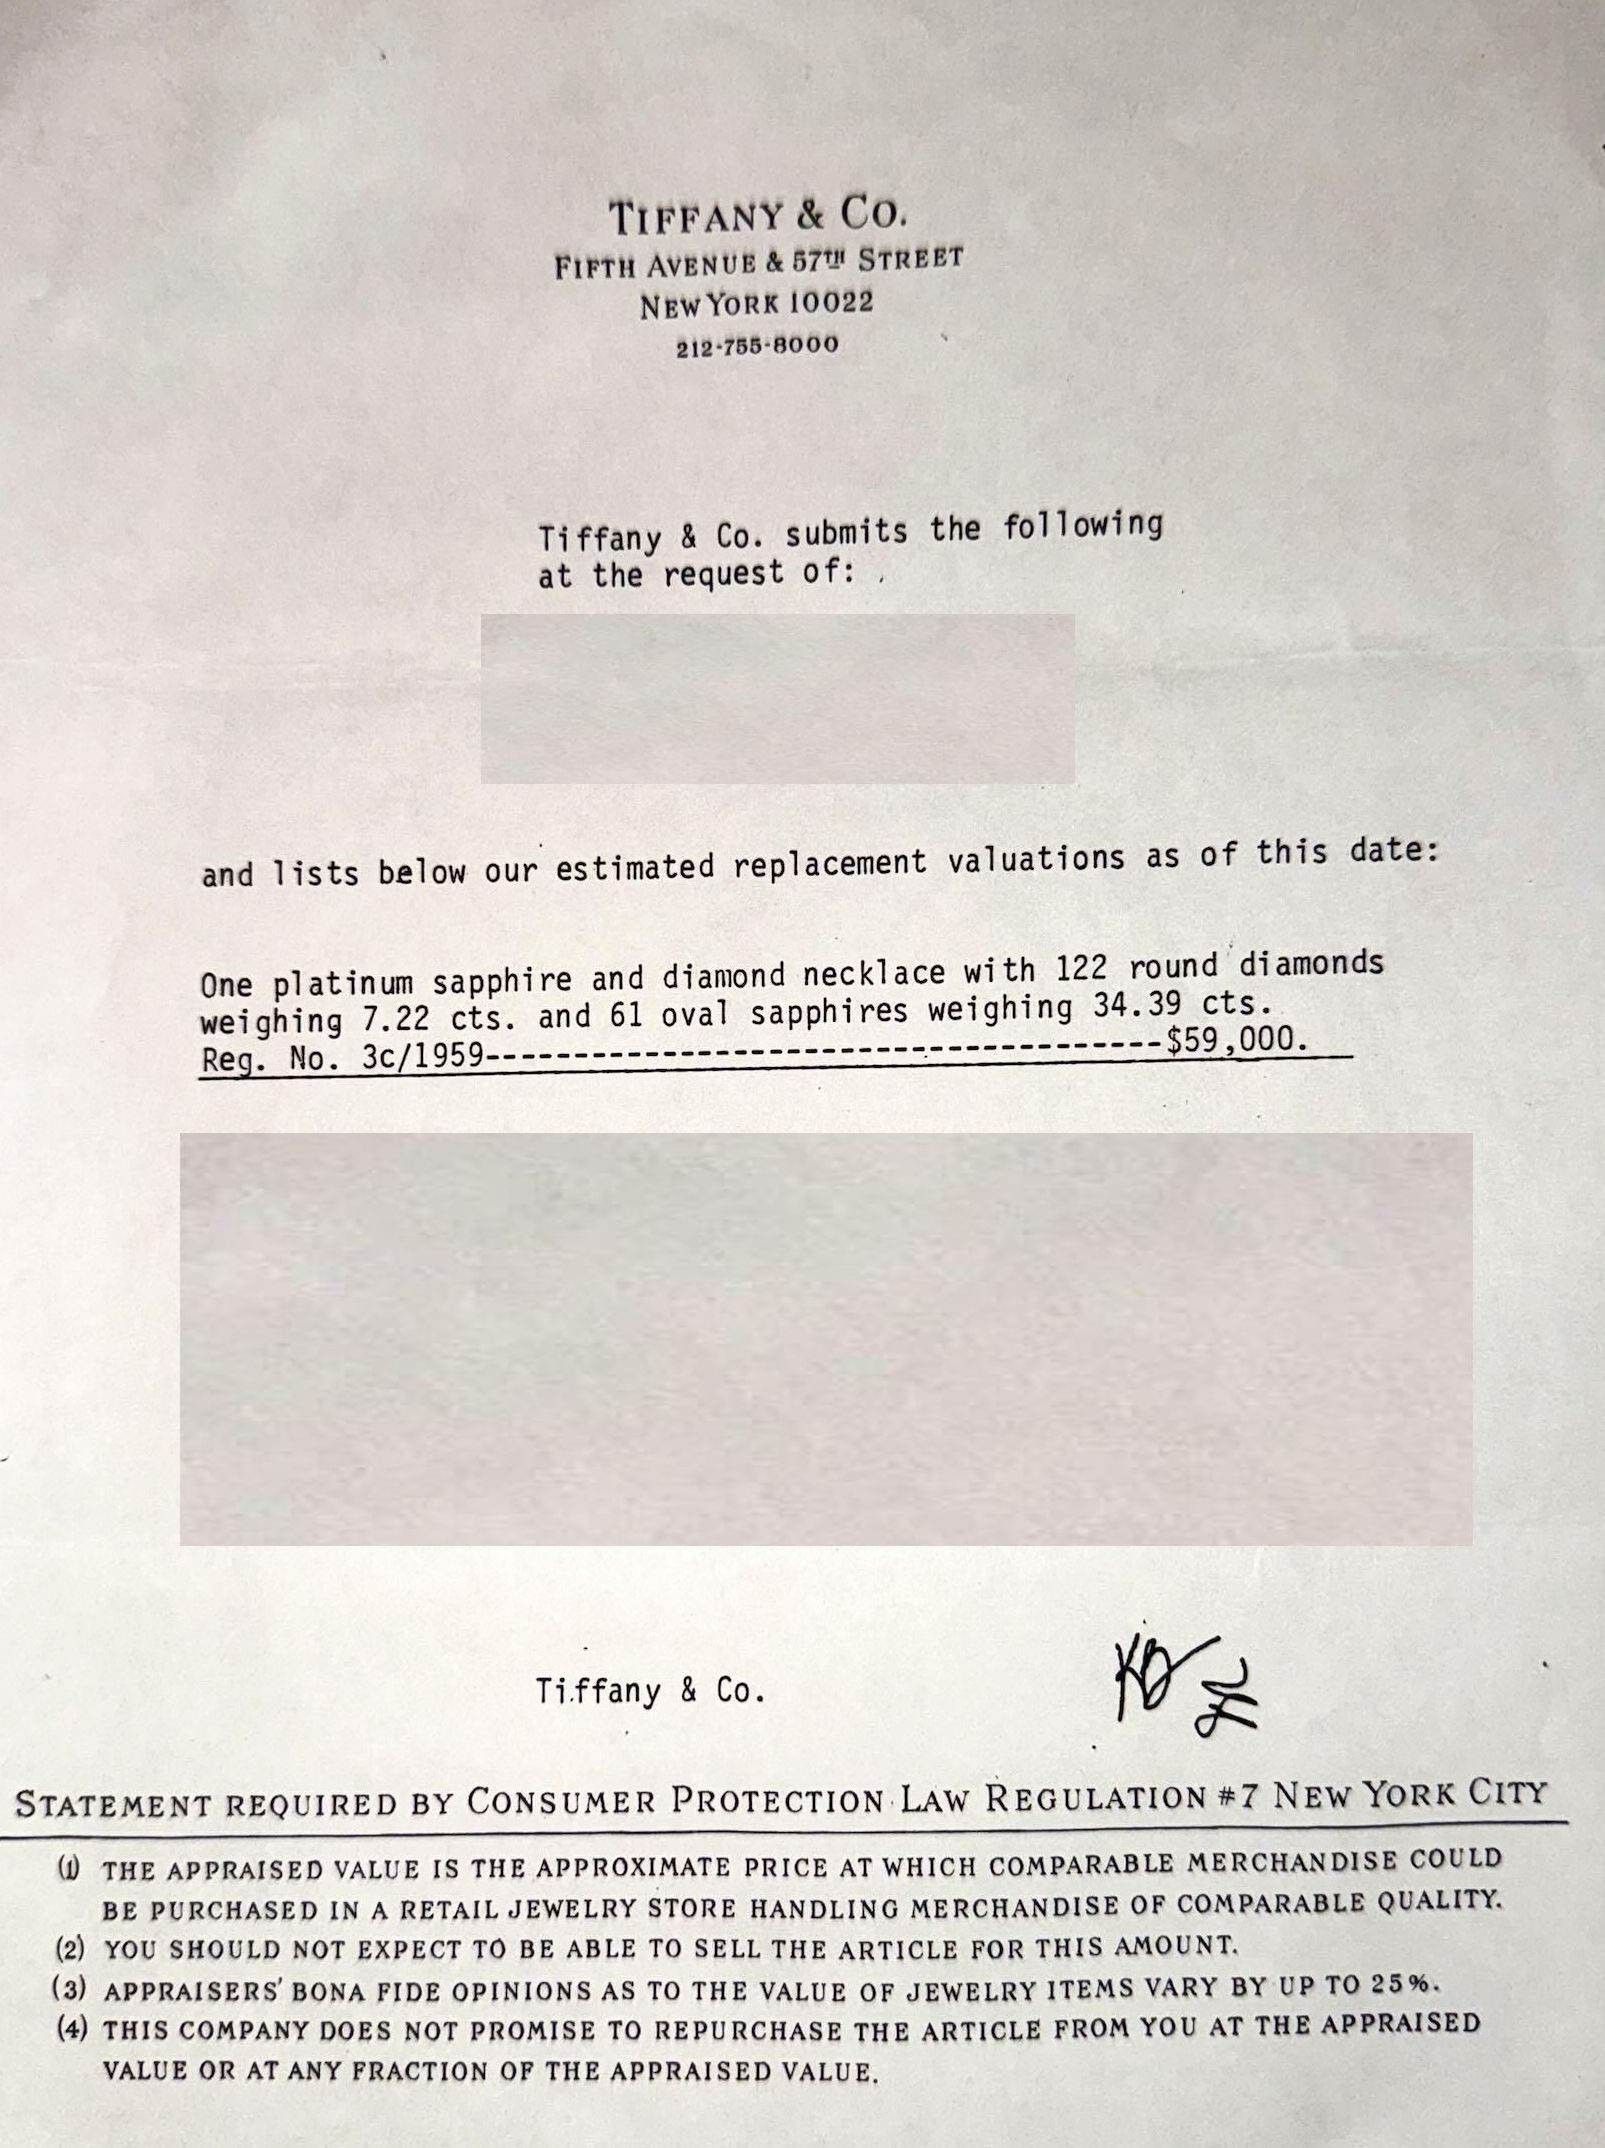 TIFFANY & CO.
FIFTH AVENUE & 57TH STREET
NEW YORK 10022
212-755-8000
Tiffany & Co. submits the following
at the request of:
and lists below our estimated replacement valuations as of this date:
One platinum sapphire and diamond necklace with 122 round diamonds
weighing 7.22 cts. and 61 oval sapphires weighing 34.39 cts.
Reg. No. 3c/1959---------------------------------------$59,000.
Tiffany & Co.
STATEMENT REQUIRED BY CONSUMER PROTECTION LAW REGULATION #7 NEW YORK CITY
(1) THE APPRAISED VALUE IS THE APPROXIMATE PRICE AT WHICH COMPARABLE MERCHANDISE COULD
BE PURCHASED IN A RETAIL JEWELRY STORE HANDLING MERCHANDISE OF COMPARABLE QUALITY.
(2) YOU SHOULD NOT EXPECT TO BE ABLE TO SELL THE ARTICLE FOR THIS AMOUNT.
(3) APPRAISERS' BONA FIDE OPINIONS AS TO THE VALUE OF JEWELRY ITEMS VARY BY UP TO 25%.
(4) THIS COMPANY DOES NOT PROMISE TO REPURCHASE THE ARTICLE FROM YOU AT THE APPRAISED
VALUE OR AT ANY FRACTION OF THE APPRAISED VALUE.